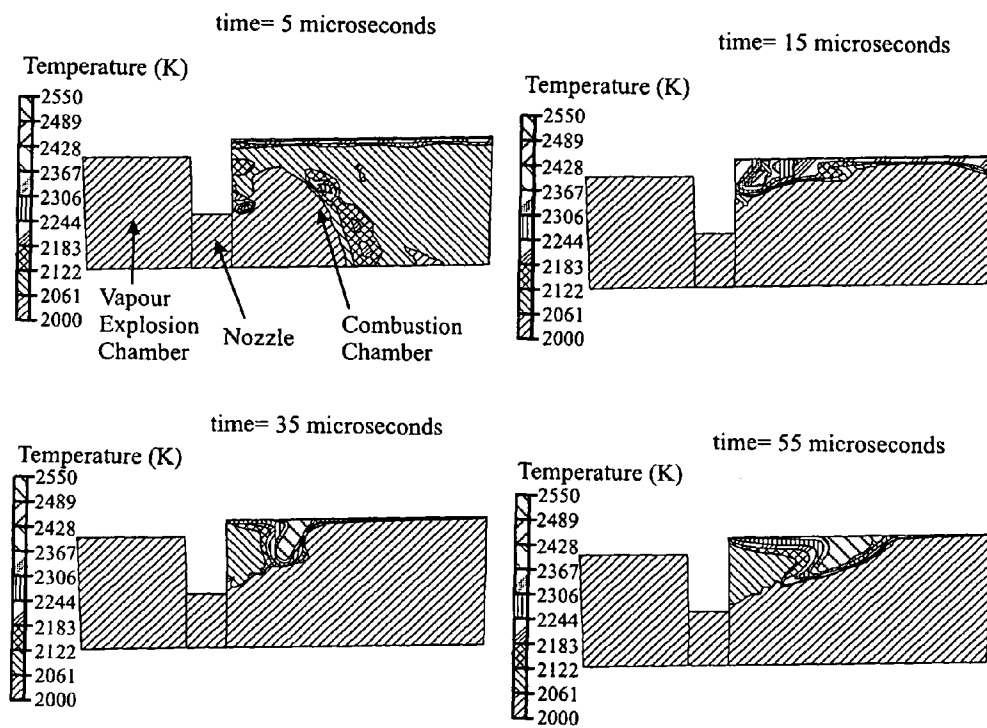 time= 5 microseconds
Temperature (K)
2550
2489
2428
2367
2306
2244
2183
2122
2061
2000
Vapour
Explosion
Chamber
Nozzle
Combustion
Chamber
time= 15 microseconds
Temperature (K)
2550
2489
2428
2367
2306
2244
2183
2122
2061
2000
time= 35 microseconds
Temperature (K)
2550
2489
2428
2367
2306
2244
2183
2122
2061
2000
time= 55 microseconds
Temperature (K)
2550
2489
2428
2367
2306
2244
2183
2122
2061
2000